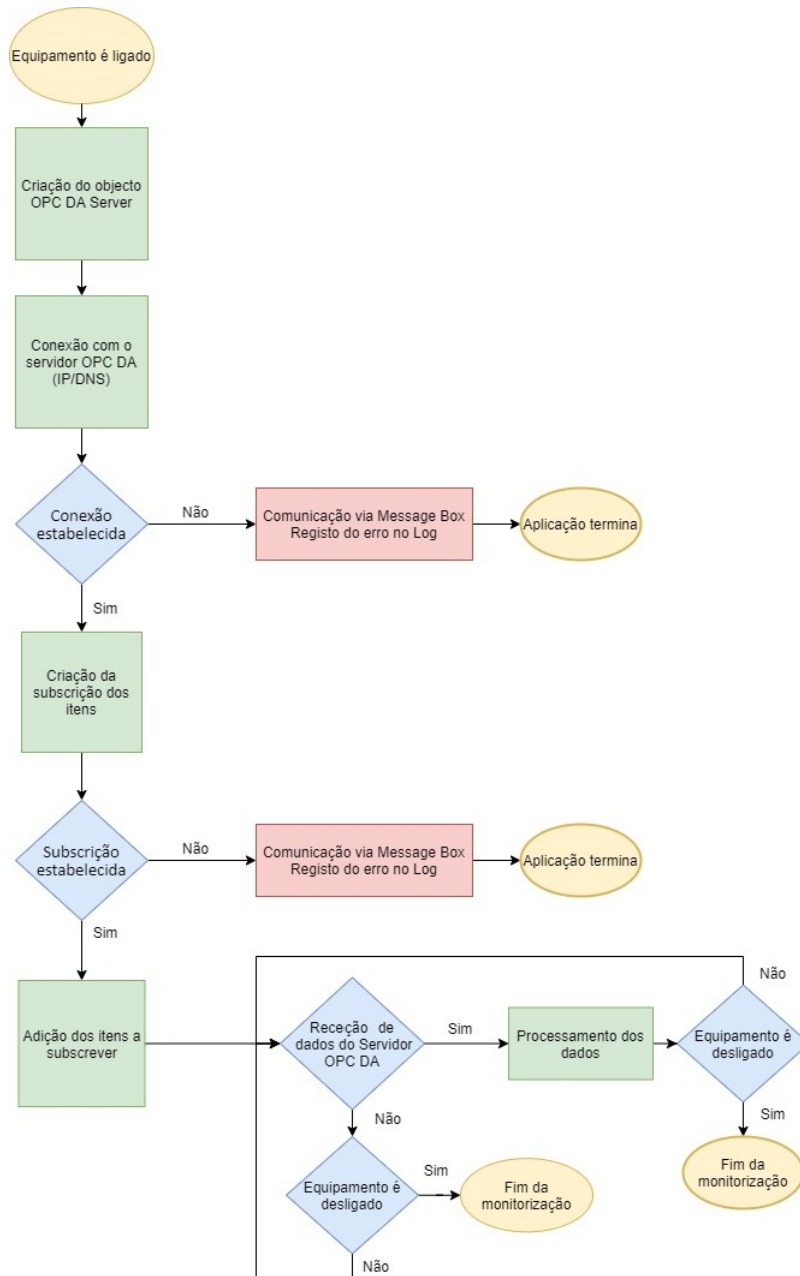 Equipamento é ligado
Criação do objecto
OPC DA Server
Conexão com o
servidor OPC DA
(IP/DNS)
Conexão
estabelecida
Não
Comunicação via Message Box
Registo do erro no Log
Aplicação termina
Sim
Criação da
subscrição dos
itens
Subscrição
estabelecida
Não
Comunicação via Message Box
Registo do erro no Log
Aplicação termina
Sim
Adição dos itens a
subscrever
Receção de
dados do Servidor
OPC DA
Sim
Processamento dos
dados
Equipamento é
desligado
Não
Sim
Fim da
monitorização
Não
Equipamento é
desligado
Sim
Fim da
monitorização
Não